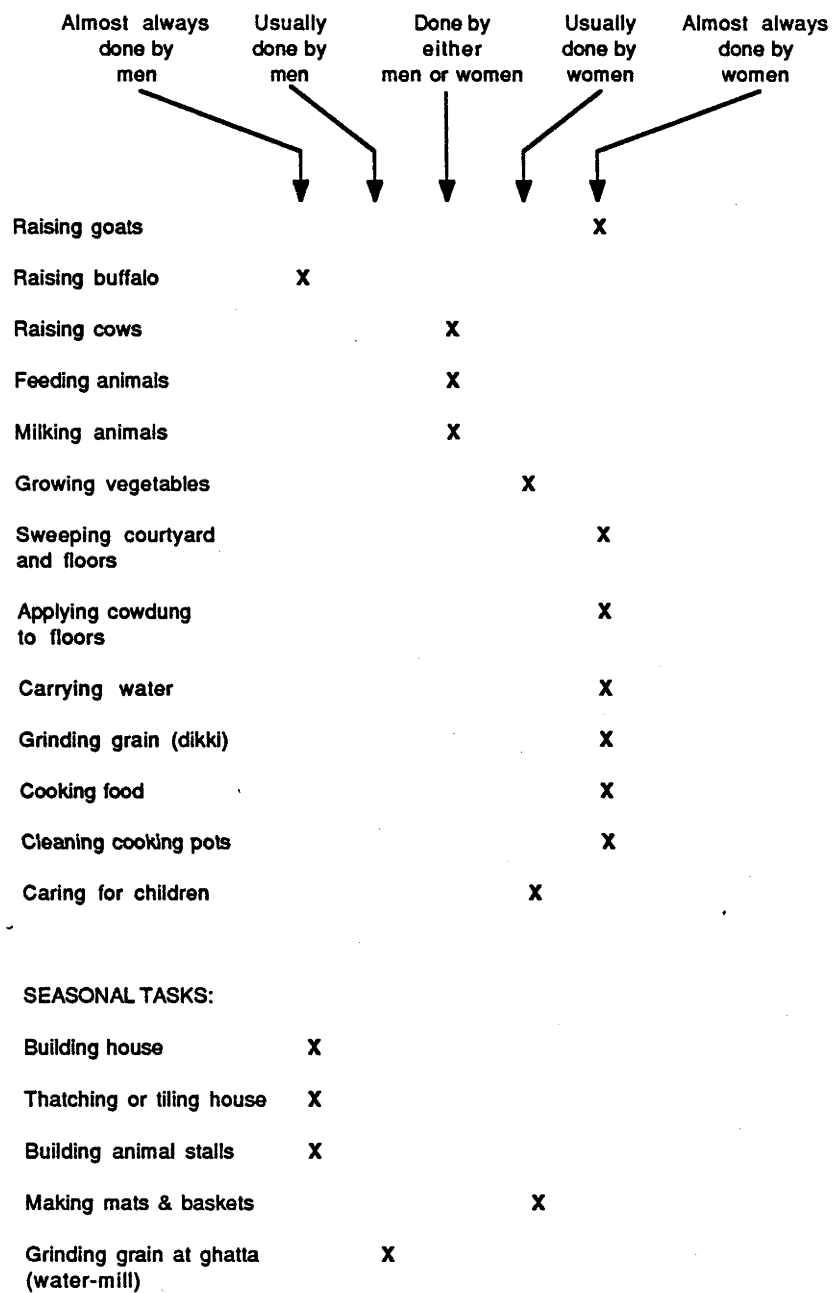 Almost always done by men
Usually done by men
Done by either men or women
Usually done by women
Almost always done by women
Raising goats X
Raising buffalo X
Raising cows X
Feeding animals X
Milking animals X
Growing vegetables X
Sweeping courtyard X
and floors
Applying cowdung X
to floors
Carrying water X
Grinding grain (dikki) X
Cooking food X
Cleaning cooking pots X
Caring for children X
SEASONAL TASKS:
Building house X
Thatching or tiling house X
Building animal stalls X
Making mats & baskets X
Grinding grain at ghatta X
(water-mill)